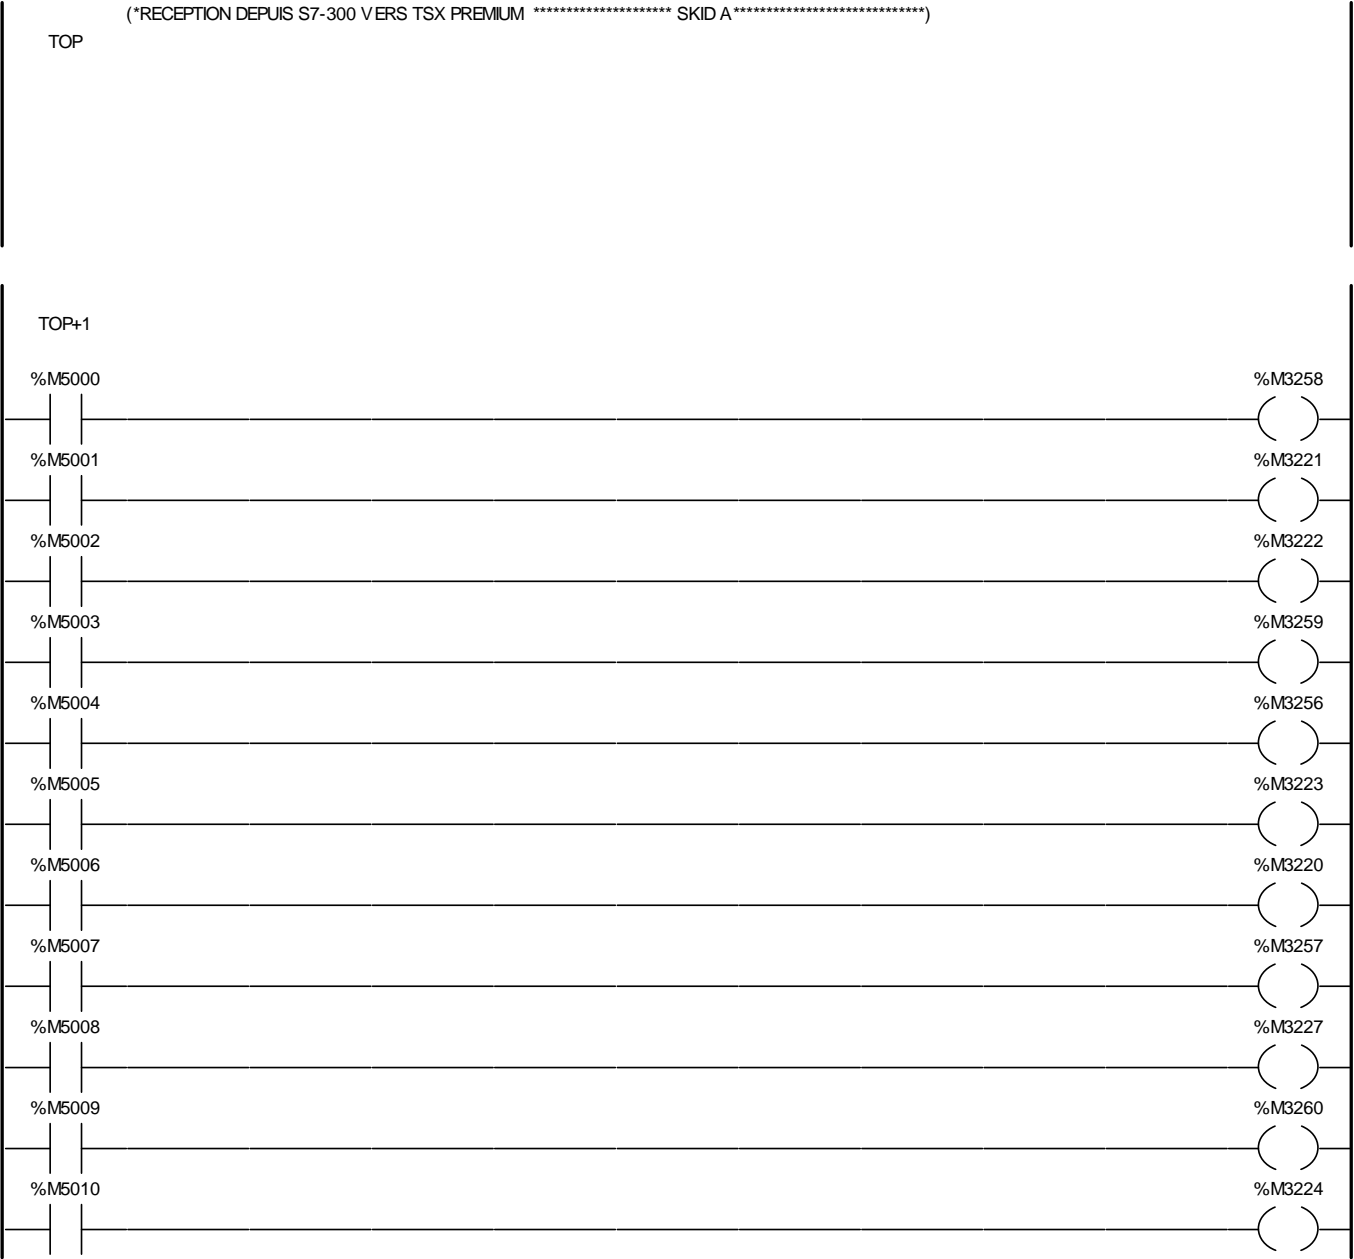 (*RECEPTION DEPUIS S7-300 VERS TSX PREMIUM ********************* SKID A*****************************)
TOP
TOP+1
%M5000 %M3258
%M5001 %M3221
%M5002 %M3222
%M5003 %M3259
%M5004 %M3256
%M5005 %M3223
%M5006 %M3220
%M5007 %M3257
%M5008 %M3227
%M5009 %M3260
%M5010 %M3224